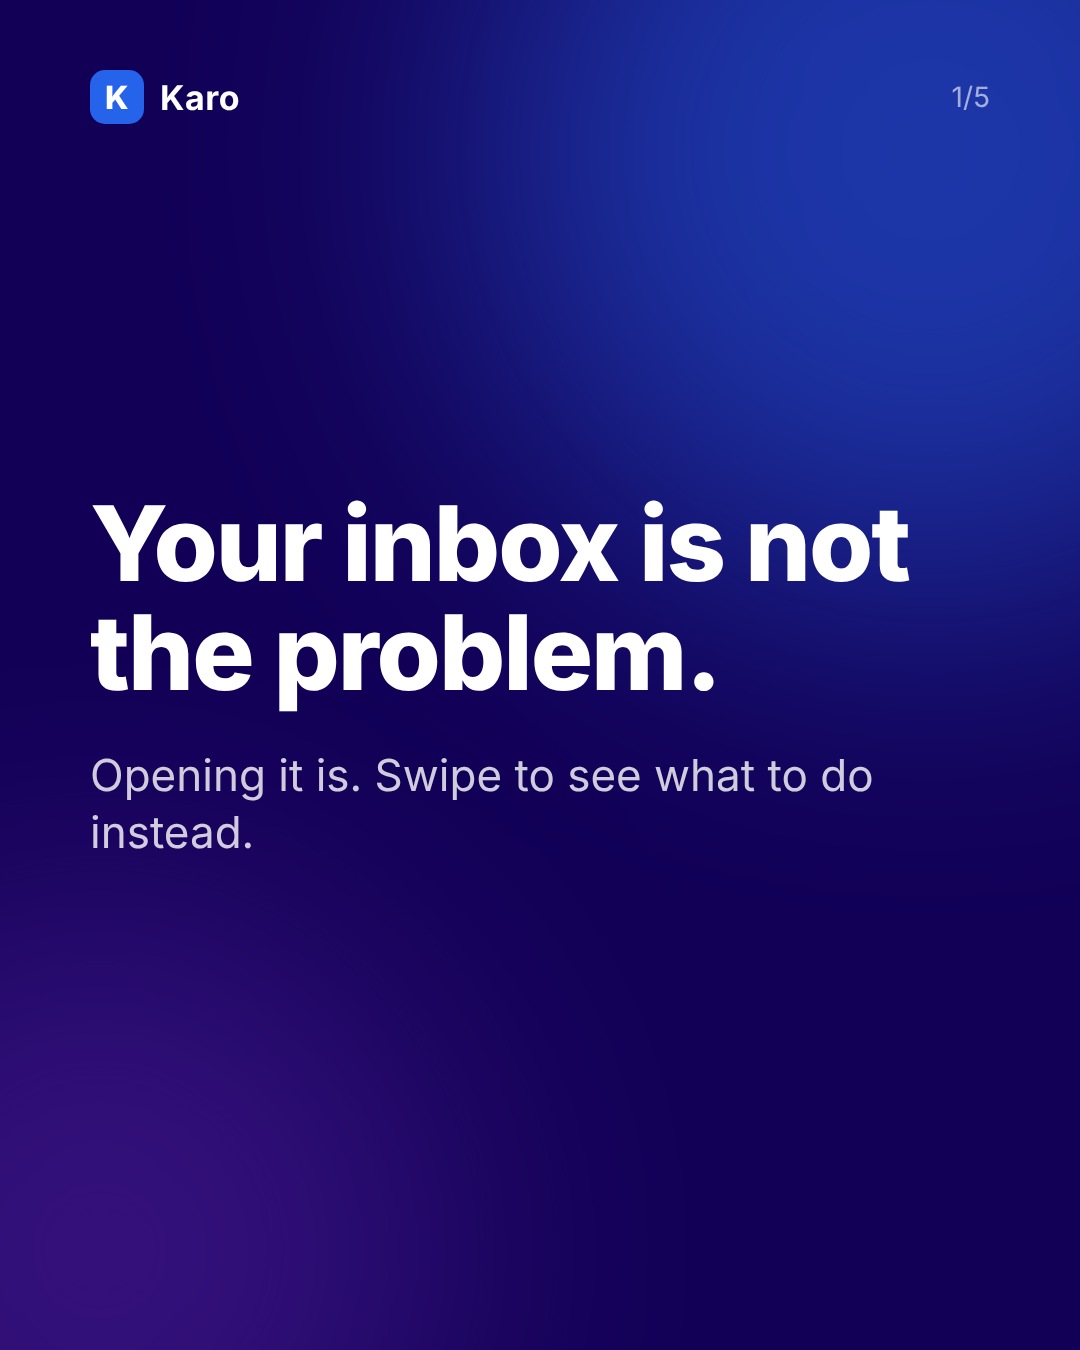 K Karo
1/5
Your inbox is not
the problem.
Opening it is. Swipe to see what to do
instead.